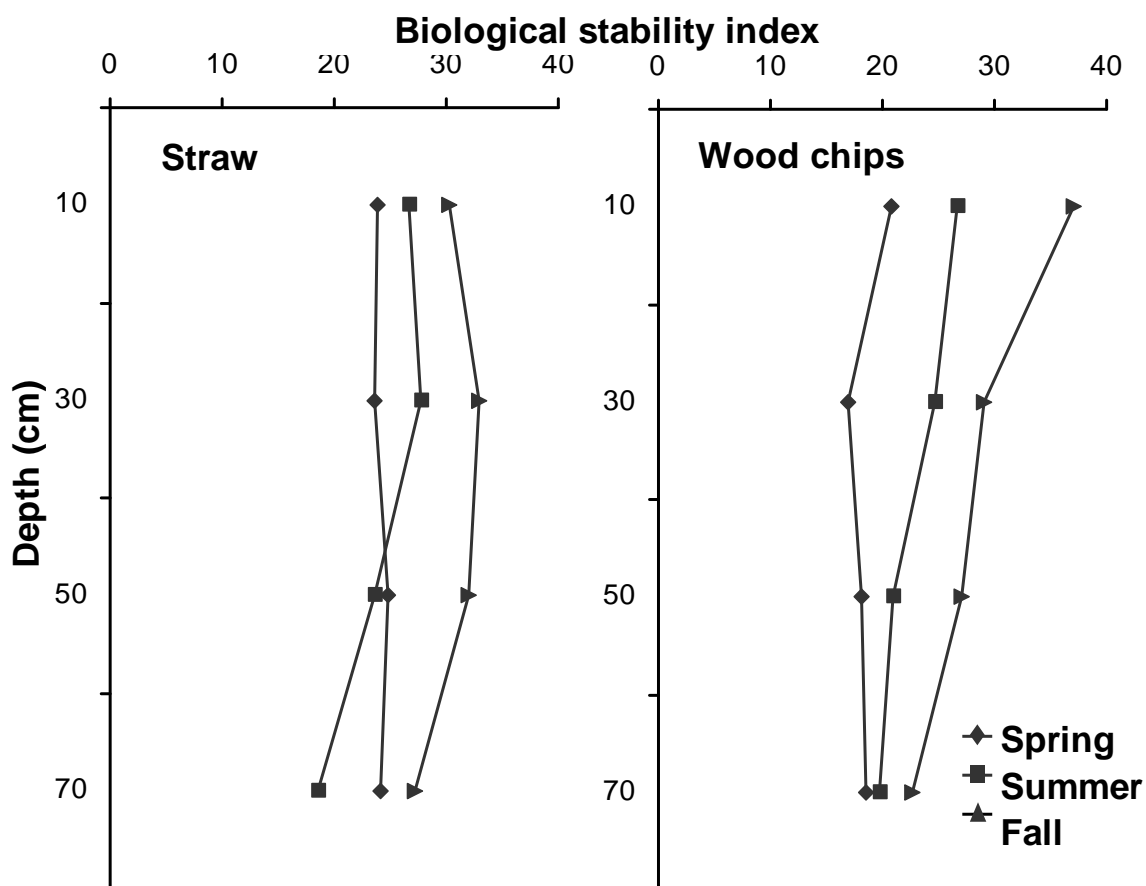 Biological stability index
0 10 20 30 40
0 10 20 30 40
Straw
Wood chips
Depth (cm)
10
30
50
70
10
30
50
70
Spring
Summer
Fall